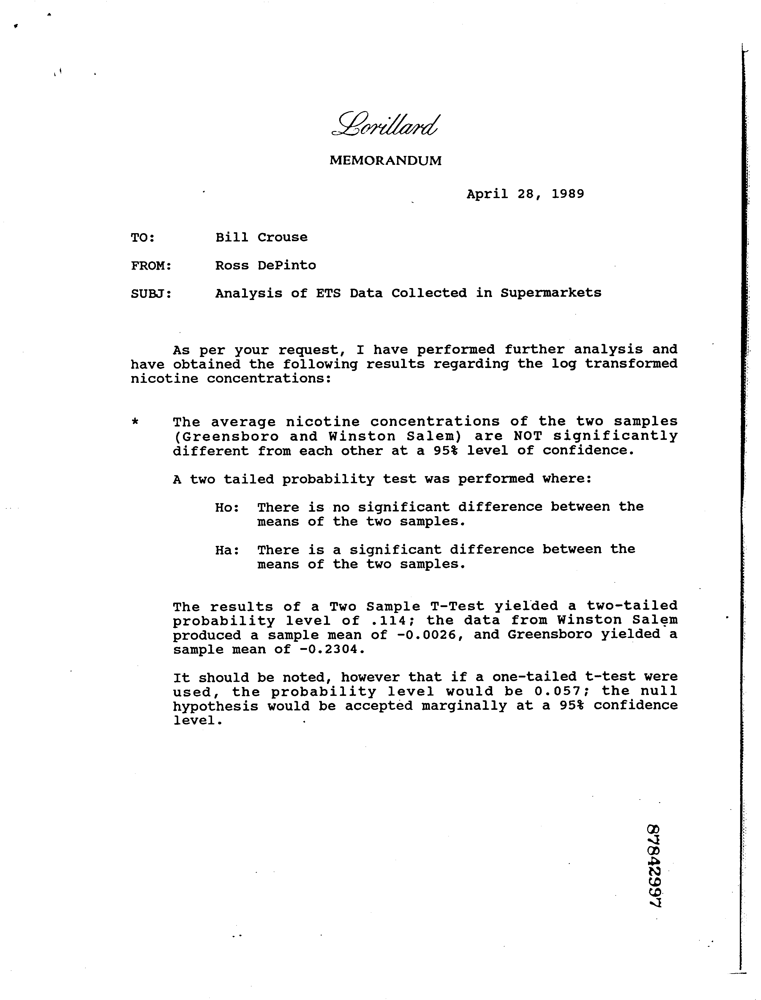 Lorillard
MEMORANDUM
April 28, 1989
TO: Bill Crouse
FROM: Ross DePinto
SUBJ: Analysis of ETS Data Collected in Supermarkets
As per your request, I have performed further analysis and
have obtained the following results regarding the log transformed
nicotine concentrations:
* The average nicotine concentrations of the two samples
(Greensboro and Winston Salem) are NOT significantly
different from each other at a 95% level of confidence.
A two tailed probability test was performed where:
Ho: There is no significant difference between the
means of the two samples.
Ha: There is a significant difference between the
means of the two samples.
The results of a Two Sample T-Test yielded a two-tailed
probability level of .114; the data from Winston Salem
produced a sample mean of -0.0026, and Greensboro yielded a
sample mean of -0.2304.
It should be noted, however that if a one-tailed t-test were
used, the probability level would be 0.057; the null
hypothesis would be accepted marginally at a 95% confidence
level.
87842997